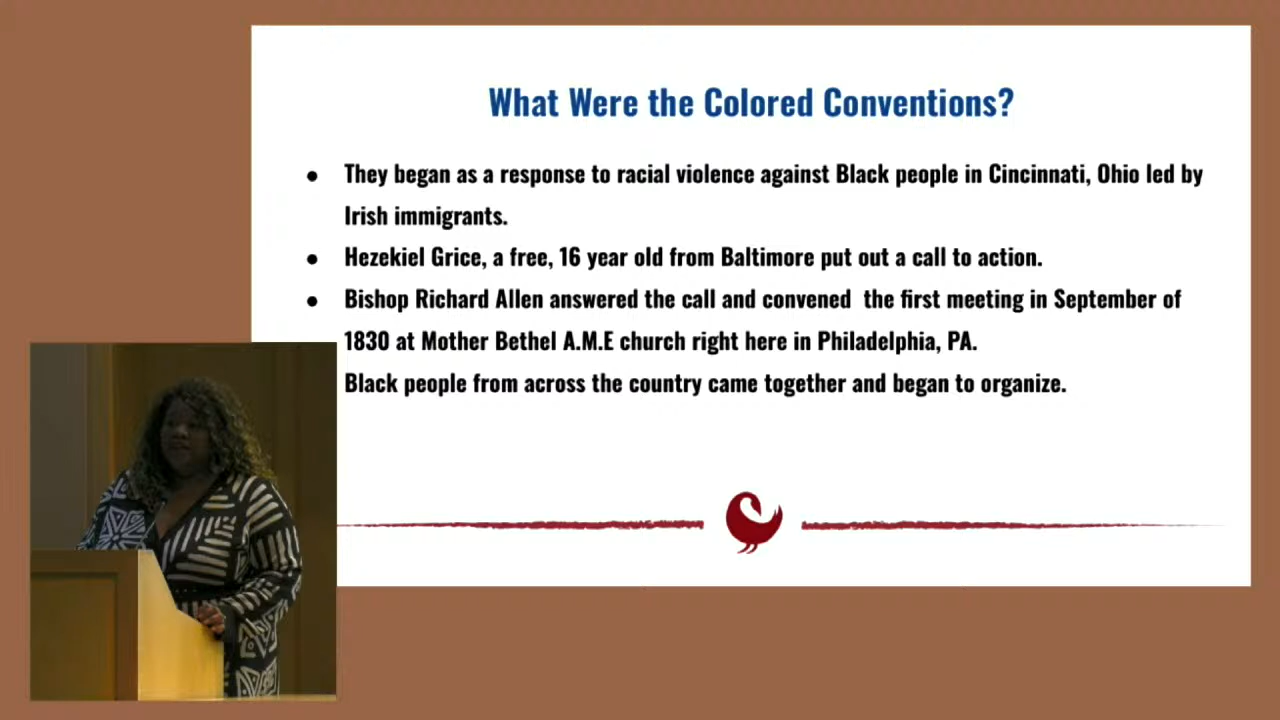 What Were the Colored Conventions?
● They began as a response to racial violence against Black people in Cincinnati, Ohio led by
Irish immigrants.
● Hezekiel Grice, a free, 16 year old from Baltimore put out a call to action.
● Bishop Richard Allen answered the call and convened  the first meeting in September of
1830 at Mother Bethel A.M.E church right here in Philadelphia, PA.
Black people from across the country came together and began to organize.